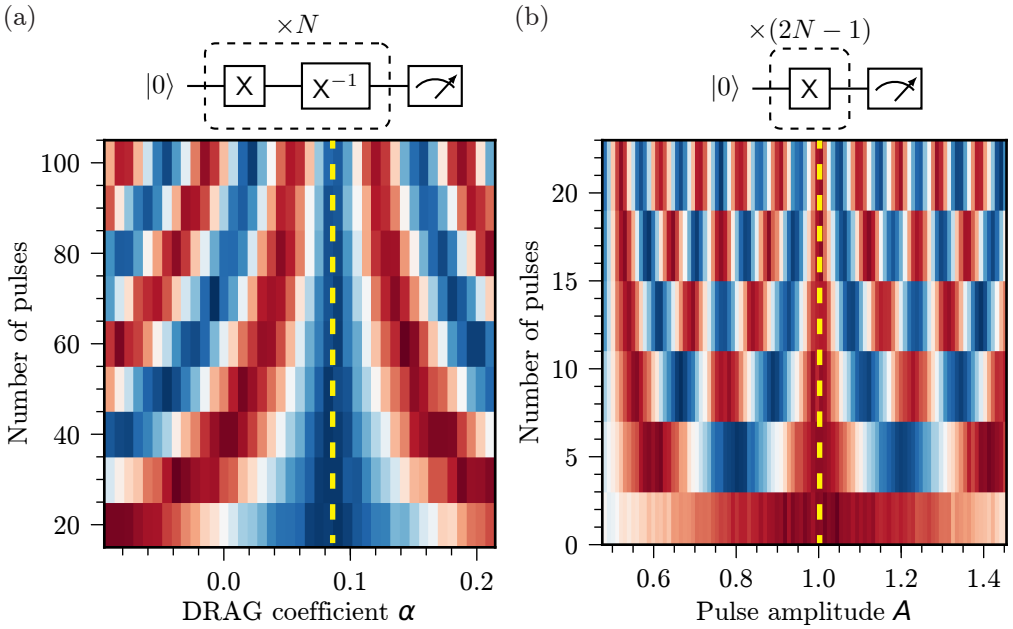 (a)
×N
|0⟩ X X⁻¹
Number of pulses
100
80
60
40
20
0.0 0.1 0.2
DRAG coefficient α
(b)
×(2N − 1)
|0⟩ X
Number of pulses
20
15
10
5
0
0.6 0.8 1.0 1.2 1.4
Pulse amplitude A